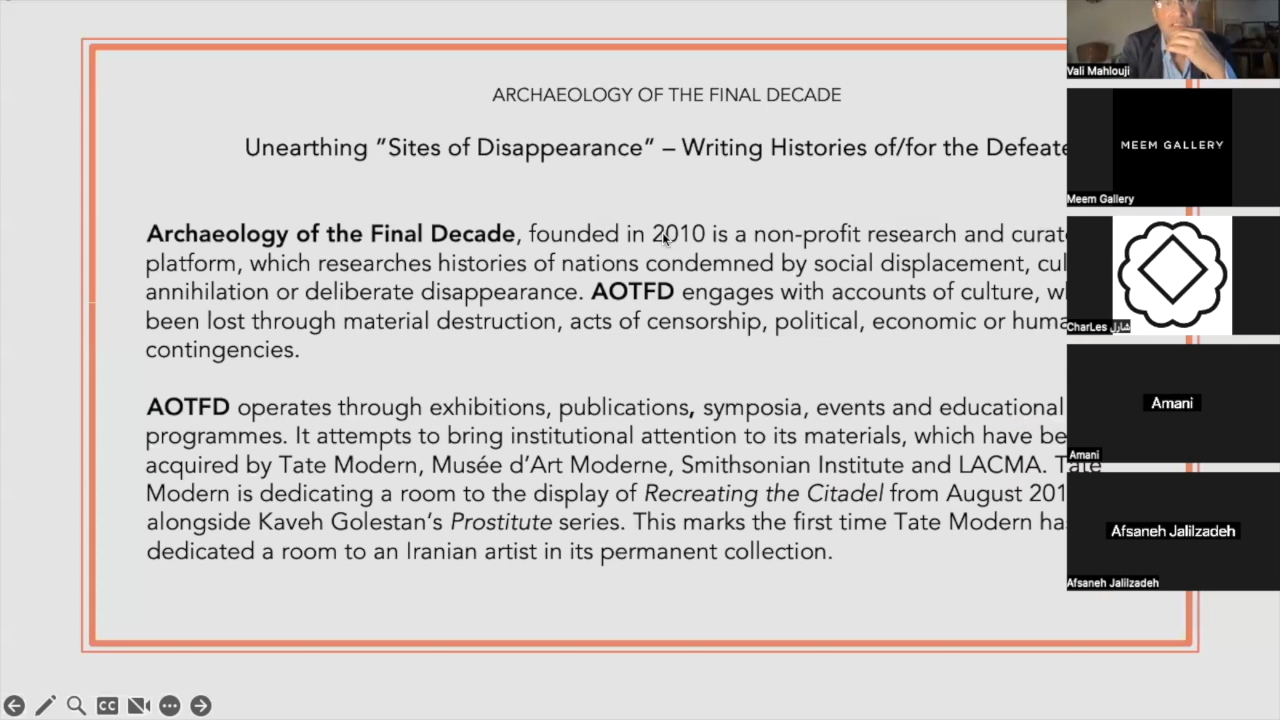 ARCHAEOLOGY OF THE FINAL DECADE
Unearthing "Sites of Disappearance" – Writing Histories of/for the Defeate
Archaeology of the Final Decade, founded in 2010 is a non-profit research and curat
platform, which researches histories of nations condemned by social displacement, cul
annihilation or deliberate disappearance. AOTFD engages with accounts of culture, wh
been lost through material destruction, acts of censorship, political, economic or huma
contingencies.
AOTFD operates through exhibitions, publications, symposia, events and educational
programmes. It attempts to bring institutional attention to its materials, which have be
acquired by Tate Modern, Musée d'Art Moderne, Smithsonian Institute and LACMA. Tate
Modern is dedicating a room to the display of Recreating the Citadel from August 201
alongside Kaveh Golestan's Prostitute series. This marks the first time Tate Modern ha
dedicated a room to an Iranian artist in its permanent collection.
Vali Mahlouji
MEEM GALLERY
Meem Gallery
CharLes شارل
Amani
Amani
Afsaneh Jalilzadeh
Afsaneh Jalilzadeh
CC